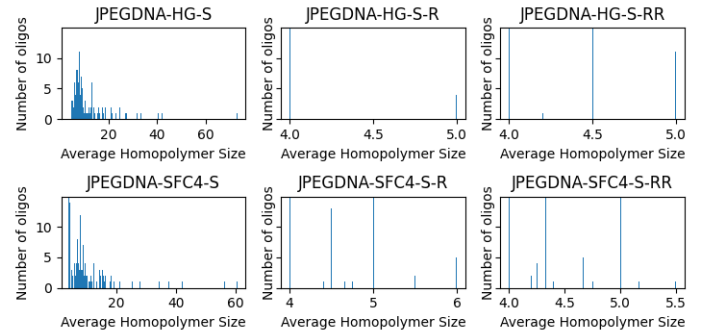 JPEGDNA-HG-S JPEGDNA-HG-S-R JPEGDNA-HG-S-RR
Number of oligos
10
5
0
20 40 60
Average Homopolymer Size
Number of oligos
4.0 4.5 5.0
Average Homopolymer Size
Number of oligos
4.0 4.5 5.0
Average Homopolymer Size
JPEGDNA-SFC4-S JPEGDNA-SFC4-S-R JPEGDNA-SFC4-S-RR
Number of oligos
10
5
0
20 40 60
Average Homopolymer Size
Number of oligos
4 5 6
Average Homopolymer Size
Number of oligos
4.0 4.5 5.0 5.5
Average Homopolymer Size